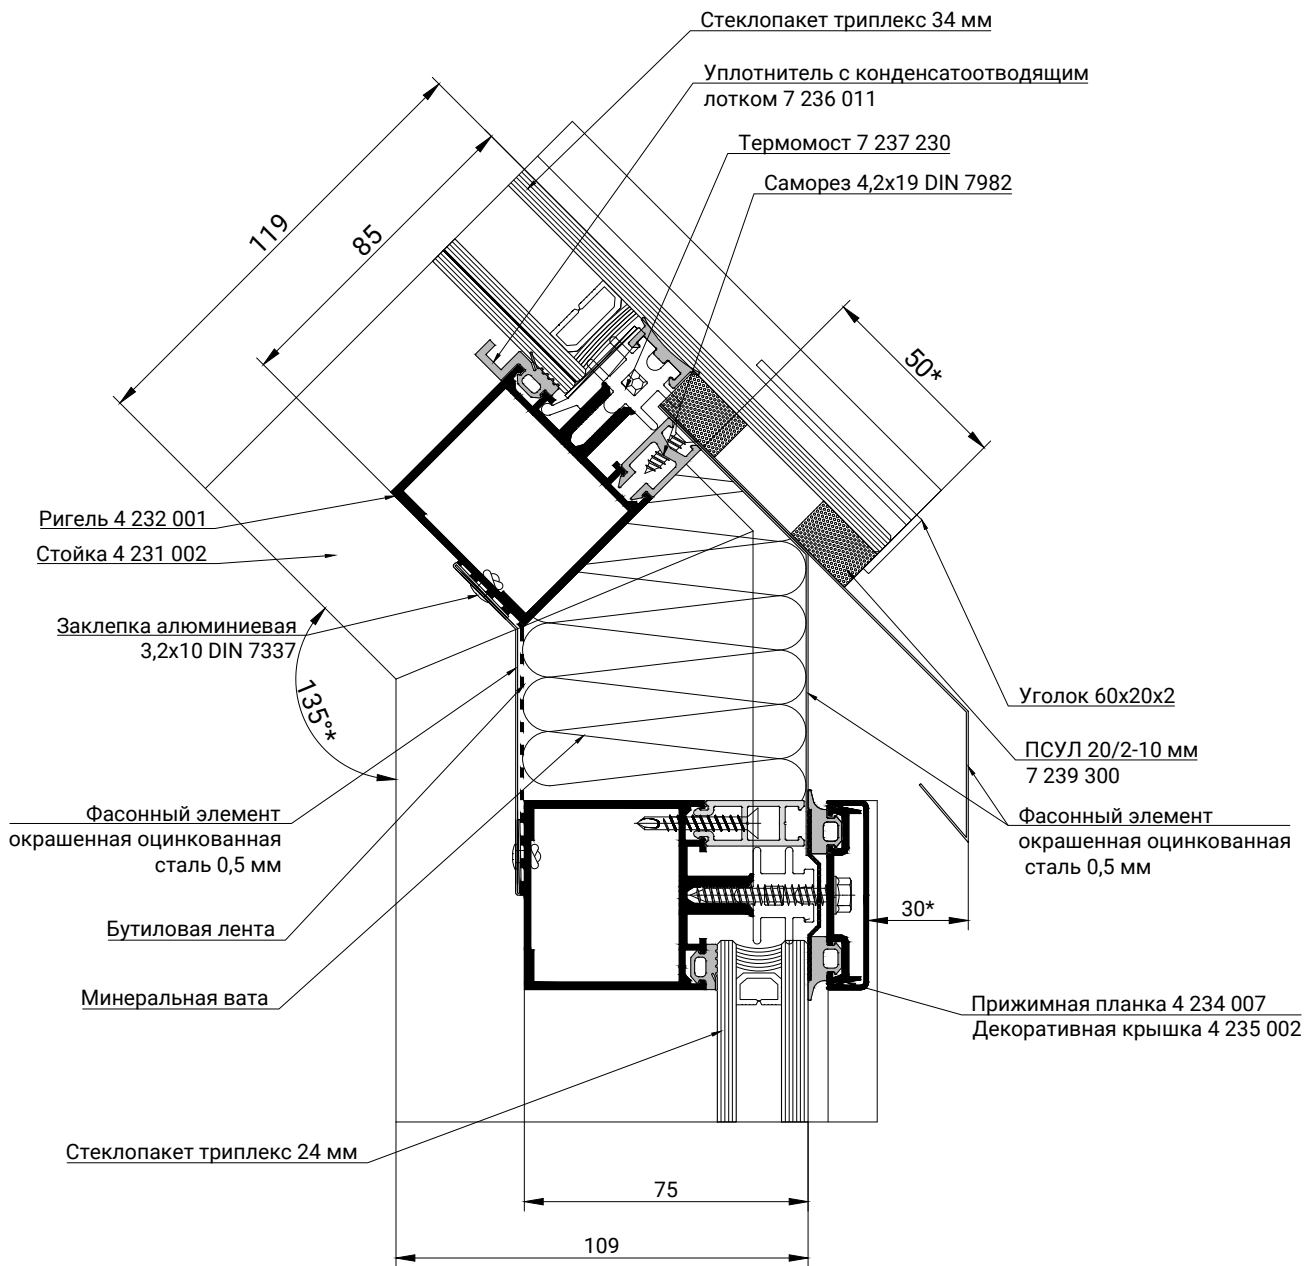 Стеклопакет триплекс 34 мм
Уплотнитель с конденсатоотводящим
лотком 7 236 011
Термомост 7 237 230
Саморез 4,2х19 DIN 7982
119
85
50*
Ригель 4 232 001
Стойка 4 231 002
Заклепка алюминиевая
3,2х10 DIN 7337
135°*
Уголок 60х20х2
ПСУЛ 20/2-10 мм
7 239 300
Фасонный элемент
окрашенная оцинкованная
сталь 0,5 мм
Фасонный элемент
окрашенная оцинкованная
сталь 0,5 мм
30*
Бутиловая лента
Минеральная вата
Прижимная планка 4 234 007
Декоративная крышка 4 235 002
Стеклопакет триплекс 24 мм
75
109